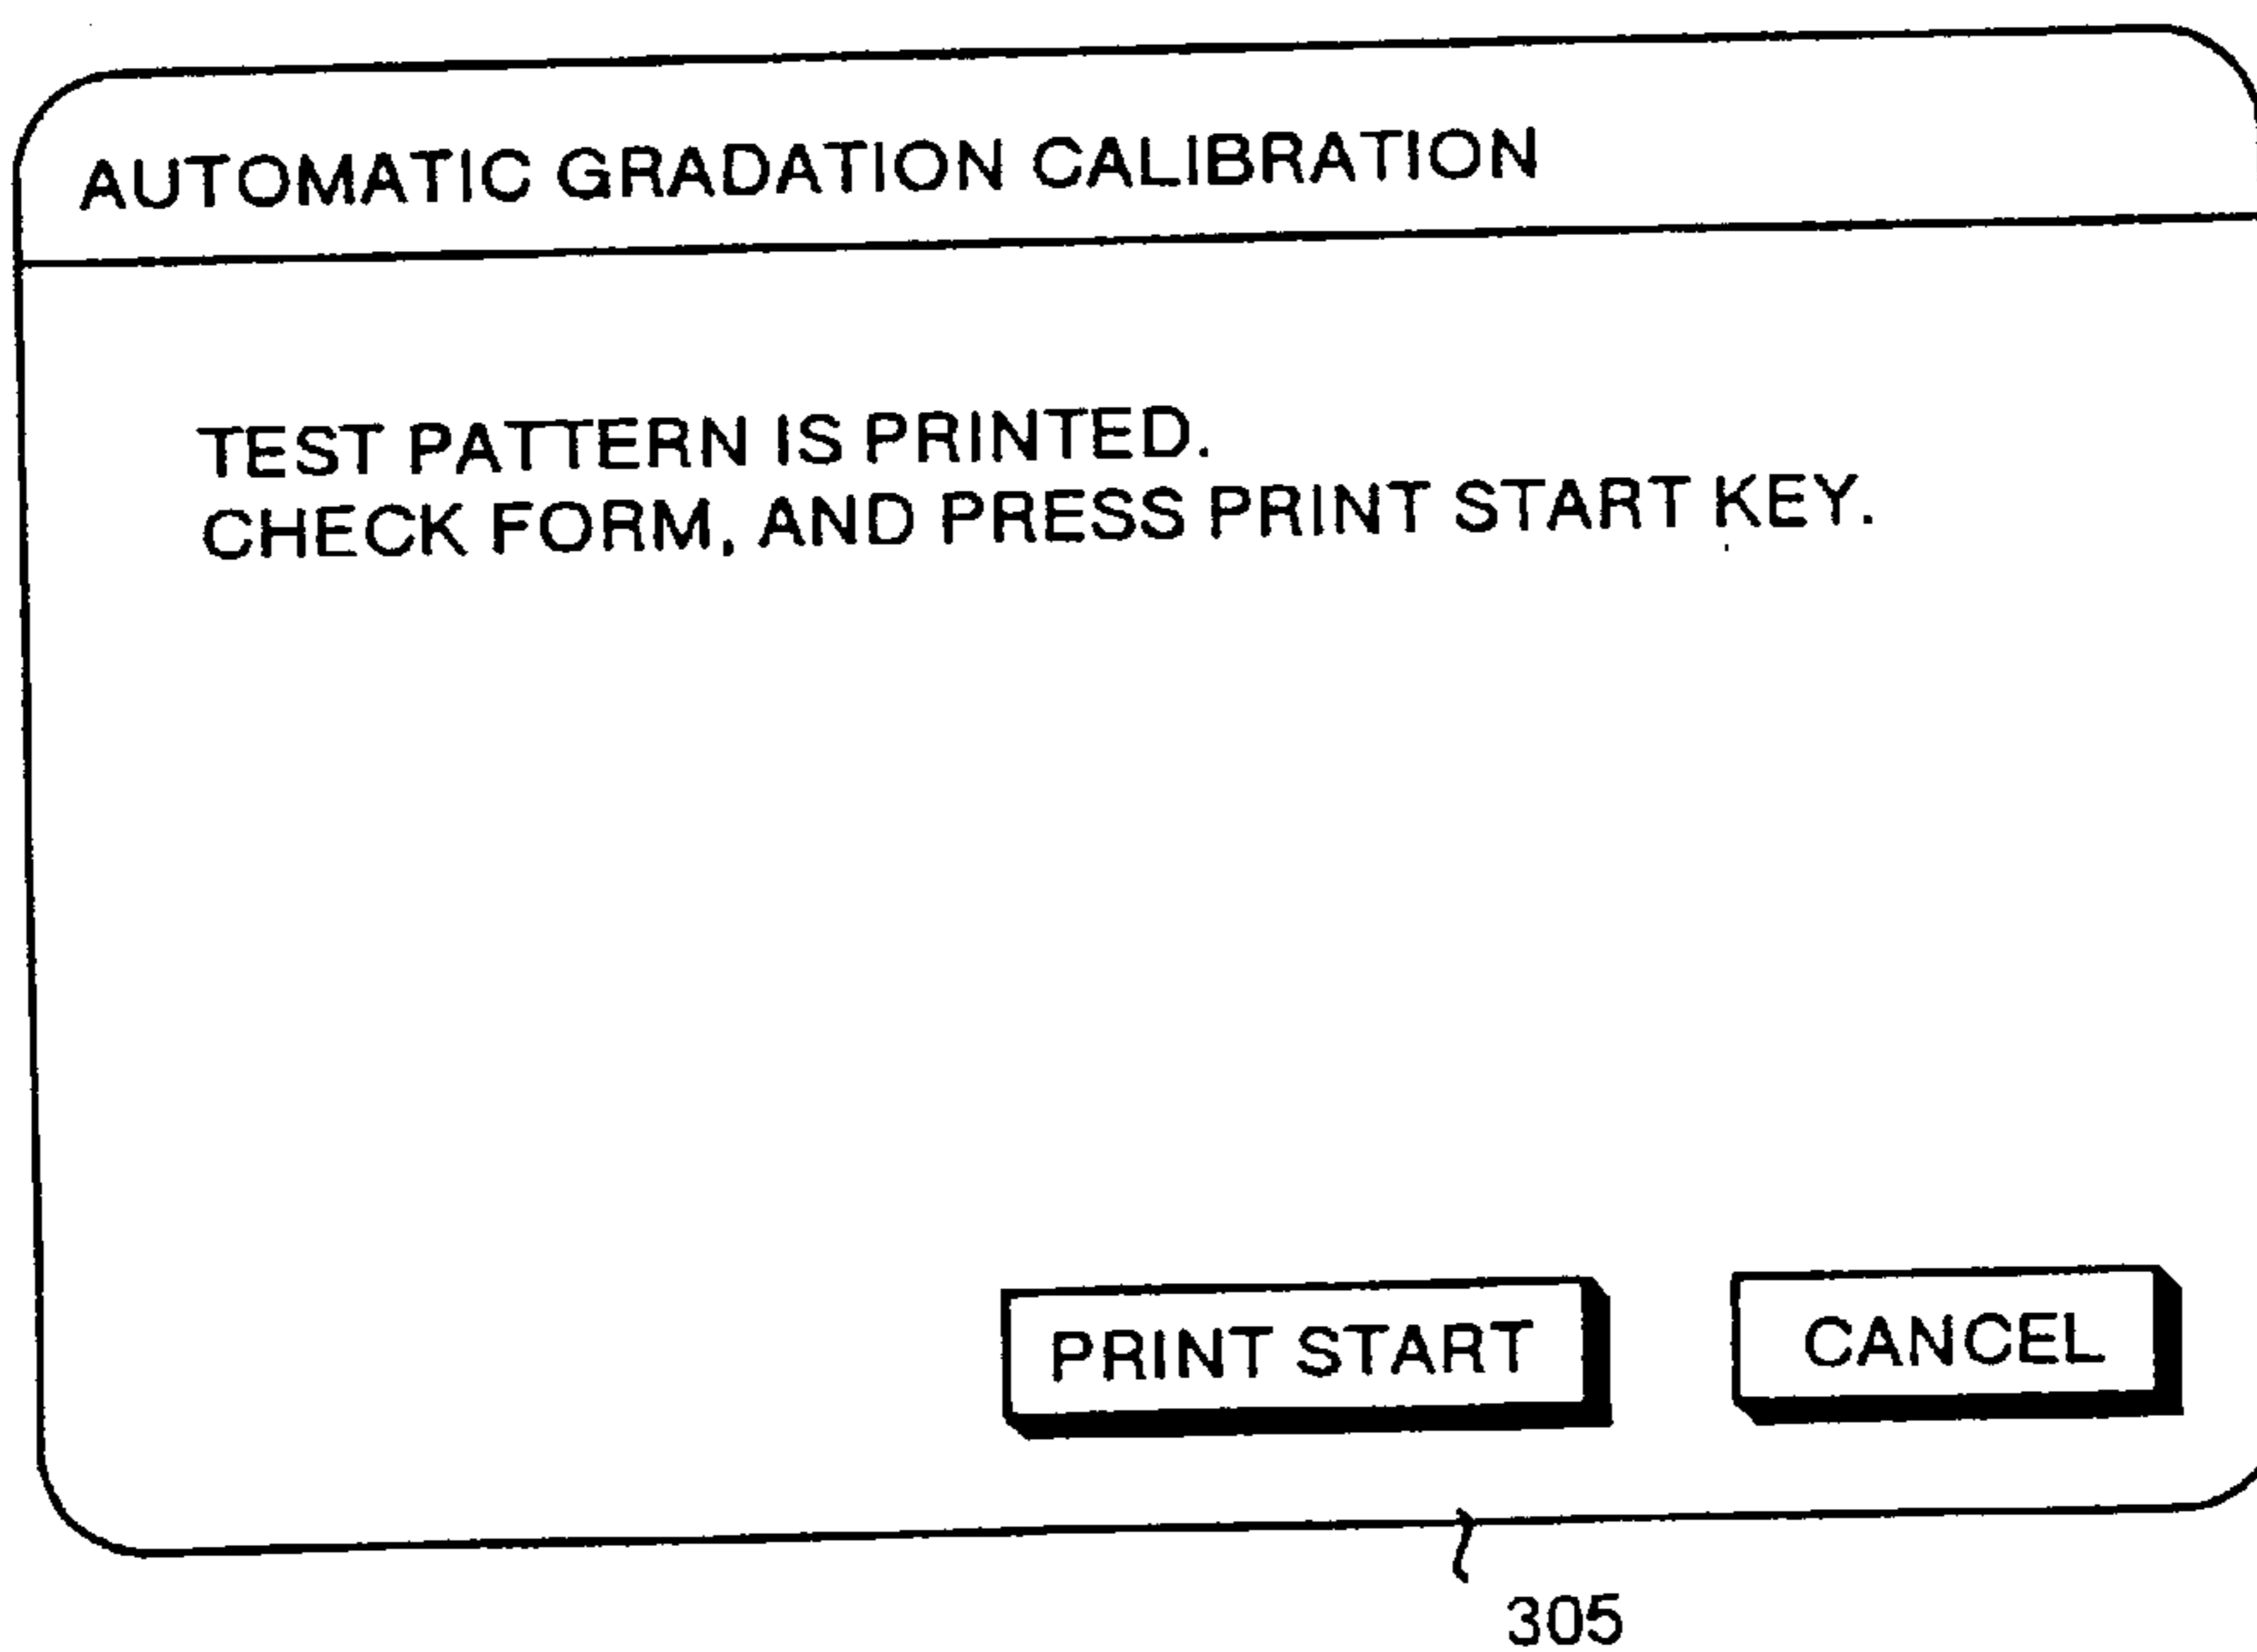 AUTOMATIC GRADATION CALIBRATION
TEST PATTERN IS PRINTED.
CHECK FORM, AND PRESS PRINT START KEY.
PRINT START
CANCEL
305